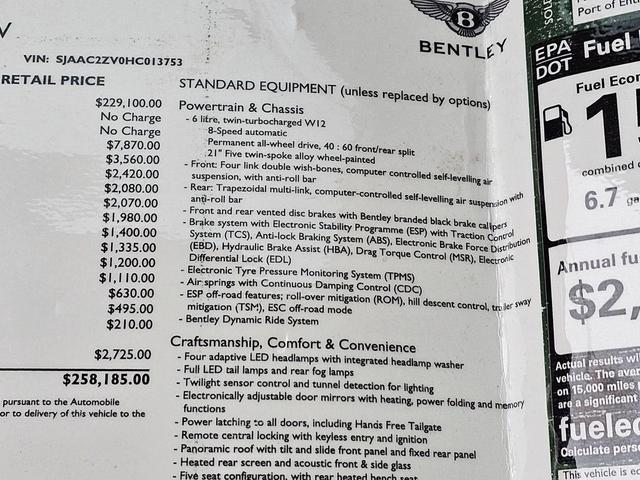 V
VIN: SJAAC2ZV0HC013753
RETAIL PRICE
$229,100.00
No Charge
No Charge
$7,870.00
$3,560.00
$2,420.00
$2,080.00
$2,070.00
$1,980.00
$1,400.00
$1,335.00
$1,200.00
$1,110.00
$630.00
$495.00
$210.00
$2,725.00
$258,185.00
pursuant to the Automobile
or to delivery of this vehicle to the
B
BENTLEY
STANDARD EQUIPMENT (unless replaced by options)
Powertrain & Chassis
- 6 litre, twin-turbocharged W12
8-Speed automatic
Permanent all-wheel drive, 40 : 60 front/rear split
21" Five twin-spoke alloy wheel-painted
- Front: Four link double wish-bones, computer controlled self-levelling air
suspension, with anti-roll bar
- Rear: Trapezoidal multi-link, computer-controlled self-levelling air suspension with
anti-roll bar
- Front and rear vented disc brakes with Bentley branded black brake calipers
- Brake system with Electronic Stability Programme (ESP) with Traction Control
System (TCS), Anti-lock Braking System (ABS), Electronic Brake Force Distribution
(EBD), Hydraulic Brake Assist (HBA), Drag Torque Control (MSR), Electronic
Differential Lock (EDL)
- Electronic Tyre Pressure Monitoring System (TPMS)
- Air springs with Continuous Damping Control (CDC)
- ESP off-road features; roll-over mitigation (ROM), hill descent control, trailer sway
mitigation (TSM), ESC off-road mode
- Bentley Dynamic Ride System
Craftsmanship, Comfort & Convenience
- Four adaptive LED headlamps with integrated headlamp washer
- Full LED tail lamps and rear fog lamps
- Twilight sensor control and tunnel detection for lighting
- Electronically adjustable door mirrors with heating, power folding and memory
functions
- Power latching to all doors, including Hands Free Tailgate
- Remote central locking with keyless entry and ignition
- Panoramic roof with tilt and slide front panel and fixed rear panel
- Heated rear screen and acoustic front & side glass
- Five seat configuration, with rear heated bench seat
Port of Entry
EPA
DOT
Fuel
Fuel Econ
1
combined
6.7
Annual fu
$2,
Actual results wi
vehicle. The aver
on 15,000 miles
are a significant
fuelec
Calculate perso
This vehicle is